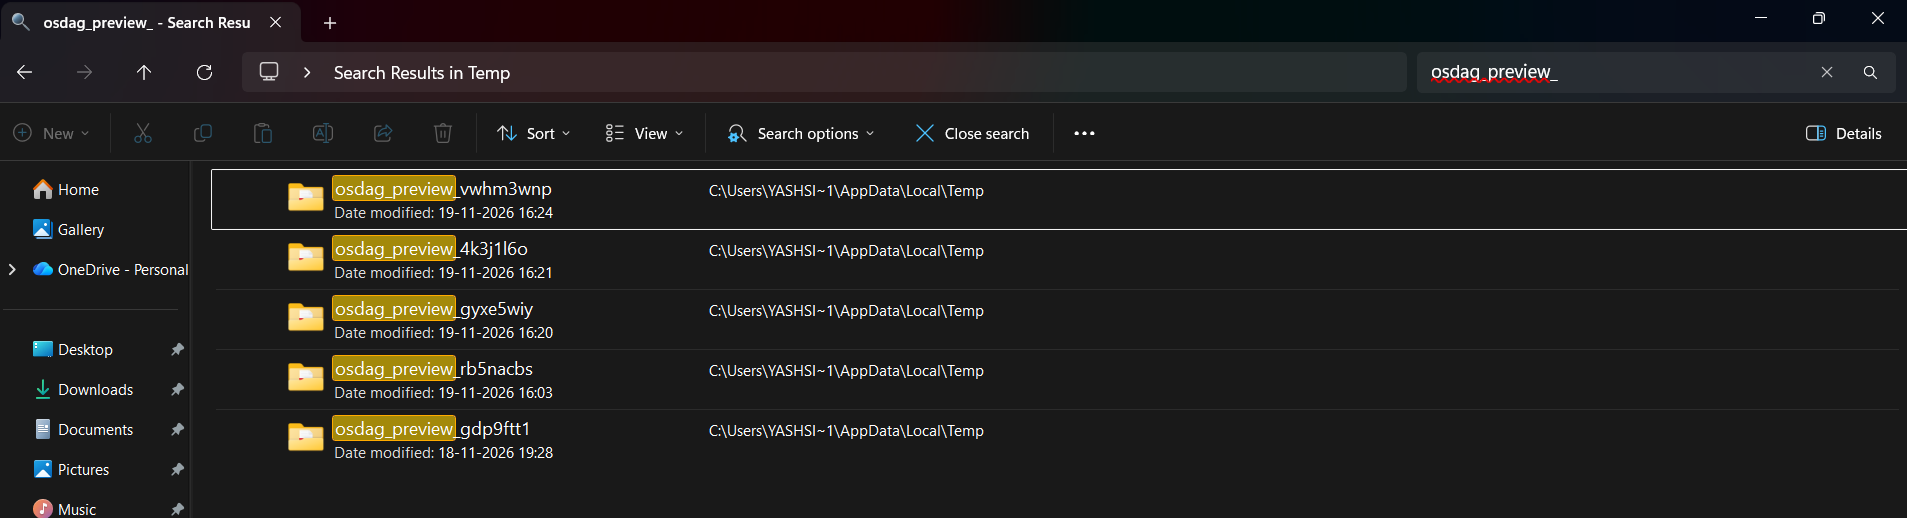 osdag_preview_ - Search Resu
Search Results in Temp
osdag_preview_
New
Sort
View
Search options
Close search
Details
Home
Gallery
OneDrive - Personal
Desktop
Downloads
Documents
Pictures
Music
osdag_preview_vwhm3wnp
C:\Users\YASHSI~1\AppData\Local\Temp
Date modified: 19-11-2026 16:24
osdag_preview_4k3j1l6o
C:\Users\YASHSI~1\AppData\Local\Temp
Date modified: 19-11-2026 16:21
osdag_preview_gyxe5wiy
C:\Users\YASHSI~1\AppData\Local\Temp
Date modified: 19-11-2026 16:20
osdag_preview_rb5nacbs
C:\Users\YASHSI~1\AppData\Local\Temp
Date modified: 19-11-2026 16:03
osdag_preview_gdp9ftt1
C:\Users\YASHSI~1\AppData\Local\Temp
Date modified: 18-11-2026 19:28